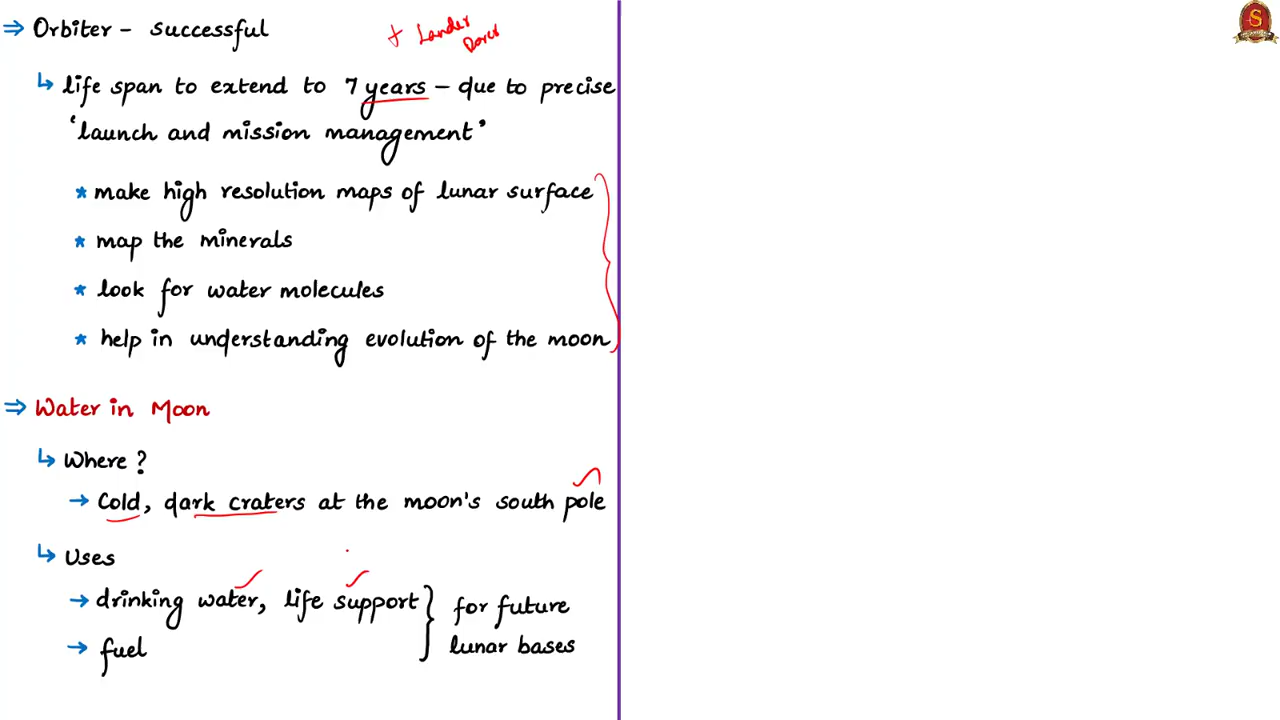 ⇒ Orbiter - successful
+ Lander
↳ life span to extend to 7 years - due to precise
'launch and mission management'
* make high resolution maps of lunar surface
* map the minerals
* look for water molecules
* help in understanding evolution of the moon
⇒ Water in Moon
↳ Where?
→ Cold, dark craters at the moon's south pole
↳ Uses
→ drinking water, life support } for future
→ fuel lunar bases
S